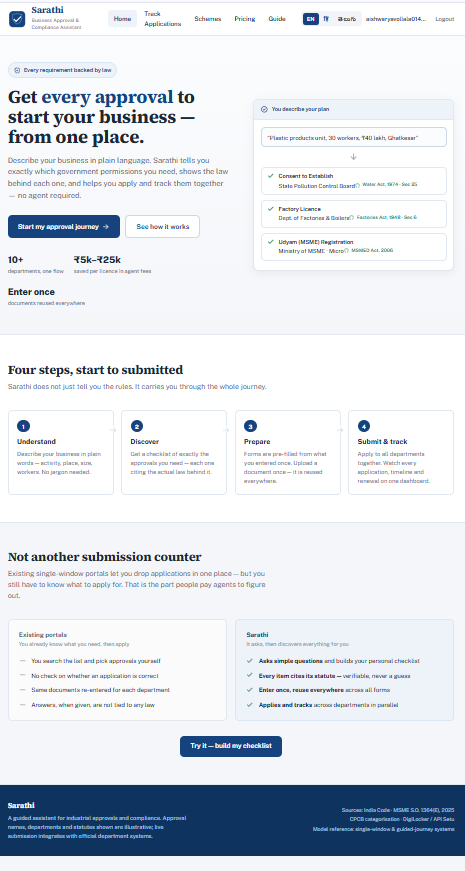 Sarathi
Business Approval &
Compliance Assistant
Home
Track
Applications
Schemes
Pricing
Guide
EN
हिं
తెలుగు
aishwaryavollala014...
Every requirement backed by law
Get every approval to
start your business —
from one place.
Describe your business in plain language. Sarathi tells you
exactly which government permissions you need, shows the law
behind each one, and helps you apply and track them together
— no agent required.
Start my approval journey →
See how it works
10+
departments, one flow
₹5k–₹25k
saved per licence in agent fees
Enter once
documents reused everywhere
You describe your plan
"Plastic products unit, 30 workers, ₹40 lakh, Ghatkesar"
Consent to Establish
State Pollution Control Board Water Act, 1974 · Sec 25
Factory Licence
Dept. of Factories & Boilers Factories Act, 1948 · Sec 6
Udyam (MSME) Registration
Ministry of MSME · Micro MSMED Act, 2006
Four steps, start to submitted
Sarathi does not just tell you the rules. It carries you through the whole journey.
1
Understand
Describe your business in plain
words — activity, place, size,
workers. No jargon needed.
2
Discover
Get a checklist of exactly the
approvals you need — each one
citing the actual law behind it.
3
Prepare
Forms are pre-filled from what
you entered once. Upload a
document once — it is reused
everywhere.
4
Submit & track
Apply to all departments
together. Watch every
application, timeline and
renewal on one dashboard.
Not another submission counter
Existing single-window portals let you drop applications in one place — but you
still have to know what to apply for. That is the part people pay agents to figure
out.
Existing portals
You already know what you need, then apply
— You search the list and pick approvals yourself
— No check on whether an application is correct
— Same documents re-entered for each department
— Answers, when given, are not tied to any law
Sarathi
It asks, then discovers everything for you
Asks simple questions and builds your personal checklist
Every item cites its statute — verifiable, never a guess
Enter once, reuse everywhere across all forms
Applies and tracks across departments in parallel
Try it — build my checklist
Sarathi
A guided assistant for industrial approvals and compliance. Approval
names, departments and statutes shown are illustrative; live
submission integrates with official department systems.
Sources: India Code · MSME S.O. 1364(E), 2025
CPCB categorisation · DigiLocker / API Setu
Model reference: single-window & guided-journey systems